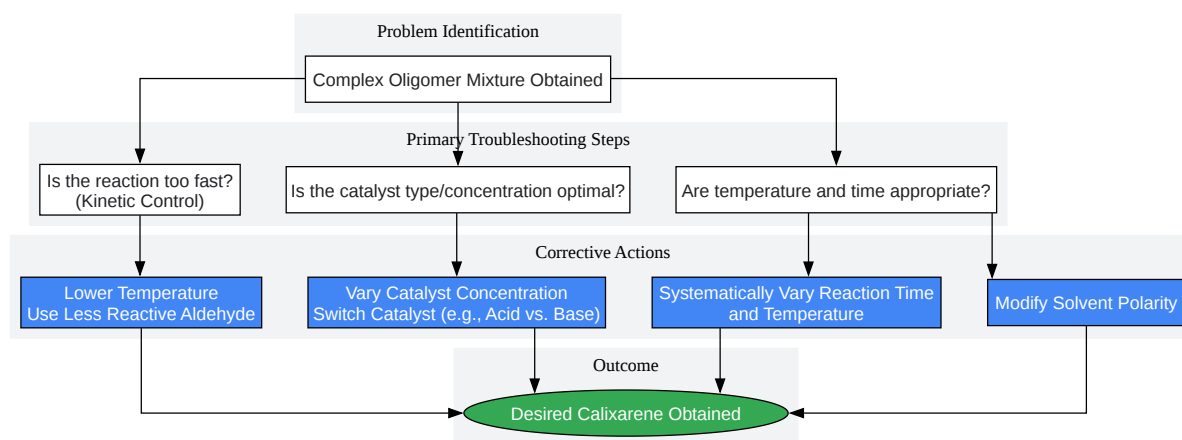 Problem Identification
Complex Oligomer Mixture Obtained
Primary Troubleshooting Steps
Is the reaction too fast?
(Kinetic Control)
Is the catalyst type/concentration optimal?
Are temperature and time appropriate?
Corrective Actions
Lower Temperature
Use Less Reactive Aldehyde
Vary Catalyst Concentration
Switch Catalyst (e.g., Acid vs. Base)
Systematically Vary Reaction Time
and Temperature
Modify Solvent Polarity
Outcome
Desired Calixarene Obtained